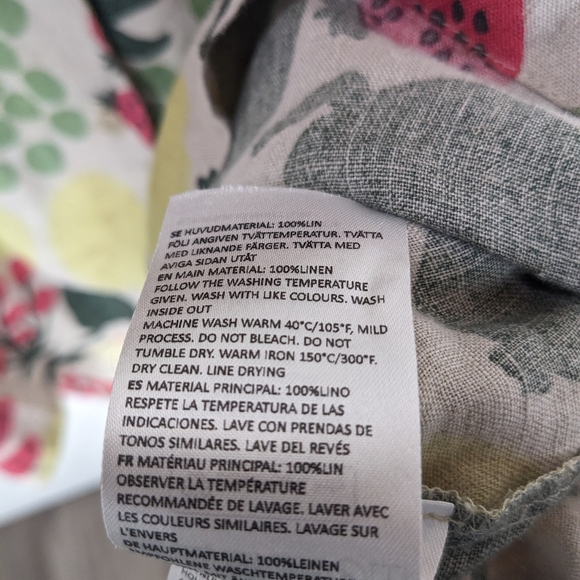 SE HUVUDMATERIAL: 100%LIN
FÖLJ ANGIVEN TVÄTTEMPERATUR. TVÄTTA
MED LIKNANDE FÄRGER. TVÄTTA MED
AVIGA SIDAN UTÅT
EN MAIN MATERIAL: 100%LINEN
FOLLOW THE WASHING TEMPERATURE
GIVEN. WASH WITH LIKE COLOURS. WASH
INSIDE OUT
MACHINE WASH WARM 40°C/105°F, MILD
PROCESS. DO NOT BLEACH. DO NOT
TUMBLE DRY. WARM IRON 150°C/300°F.
DRY CLEAN. LINE DRYING
ES MATERIAL PRINCIPAL: 100%LINO
RESPETE LA TEMPERATURA DE LAS
INDICACIONES. LAVE CON PRENDAS DE
TONOS SIMILARES. LAVE DEL REVÉS
FR MATÉRIAU PRINCIPAL: 100%LIN
OBSERVER LA TEMPÉRATURE
RECOMMANDÉE DE LAVAGE. LAVER AVEC
LES COULEURS SIMILAIRES. LAVAGE SUR
L'ENVERS
DE HAUPTMATERIAL: 100%LEINEN
EMPFOHLENE WASCHTEMPERATUR